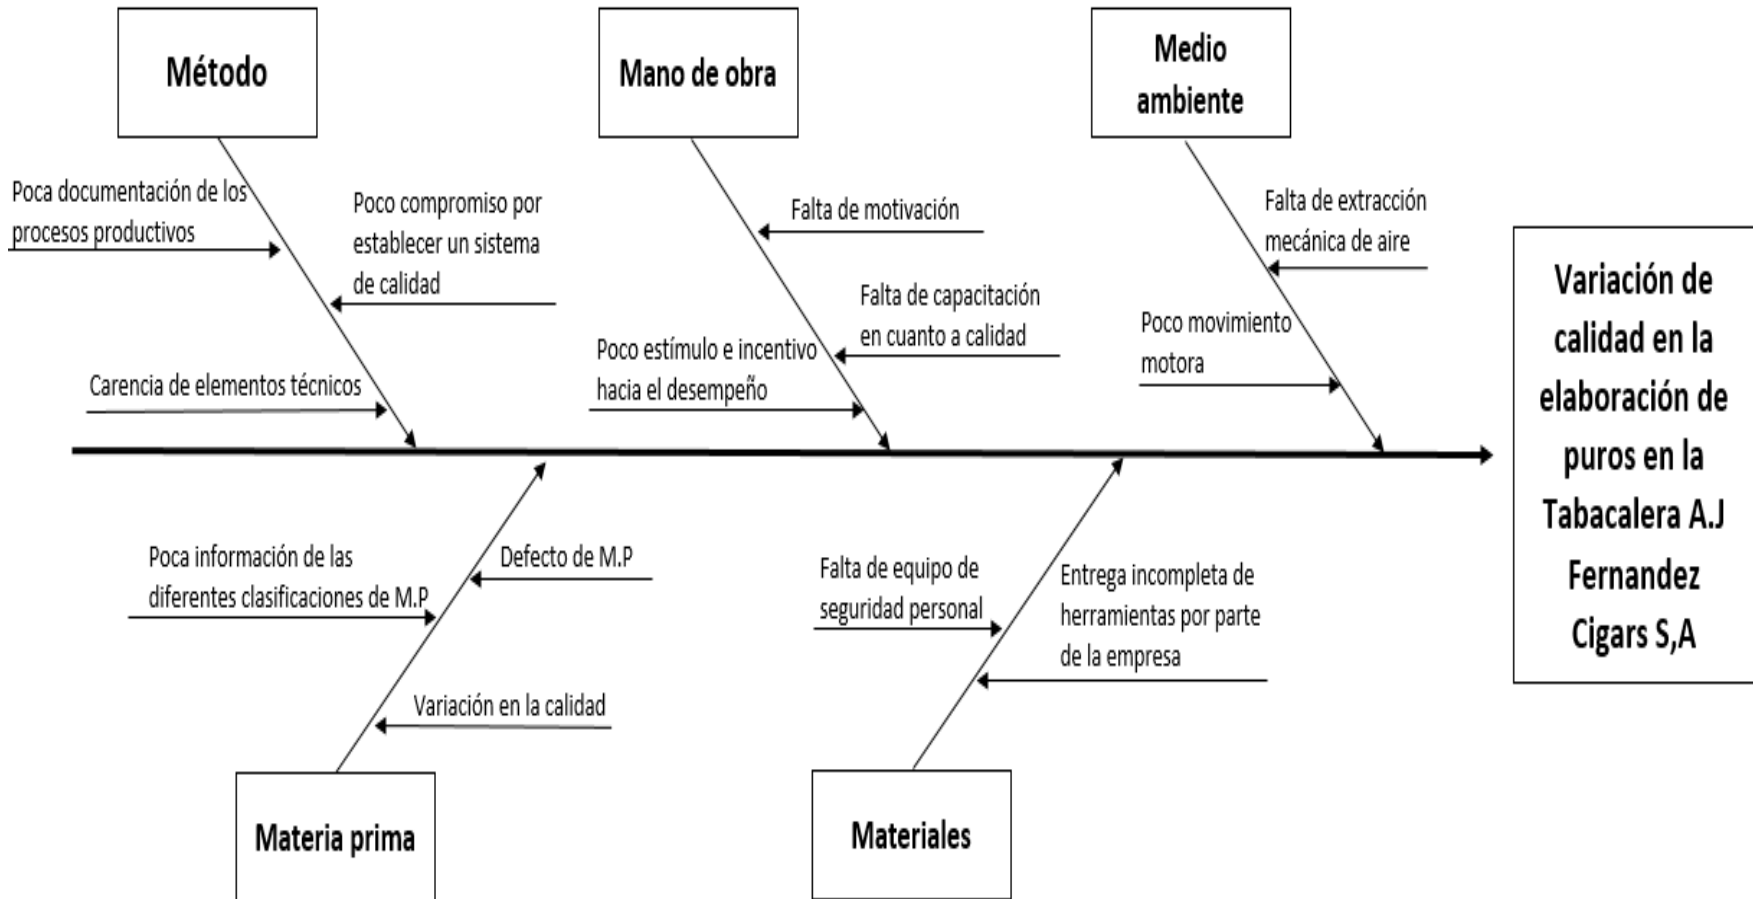 Método
Mano de obra
Medio
ambiente
Poca documentación de los
procesos productivos
Poco compromiso por
establecer un sistema
de calidad
Carencia de elementos técnicos
Falta de motivación
Falta de capacitación
en cuanto a calidad
Poco estímulo e incentivo
hacia el desempeño
Falta de extracción
mecánica de aire
Poco movimiento
motora
Variación de
calidad en la
elaboración de
puros en la
Tabacalera A.J
Fernandez
Cigars S,A
Poca información de las
diferentes clasificaciones de M.P
Defecto de M.P
Variación en la calidad
Falta de equipo de
seguridad personal
Entrega incompleta de
herramientas por parte
de la empresa
Materia prima
Materiales